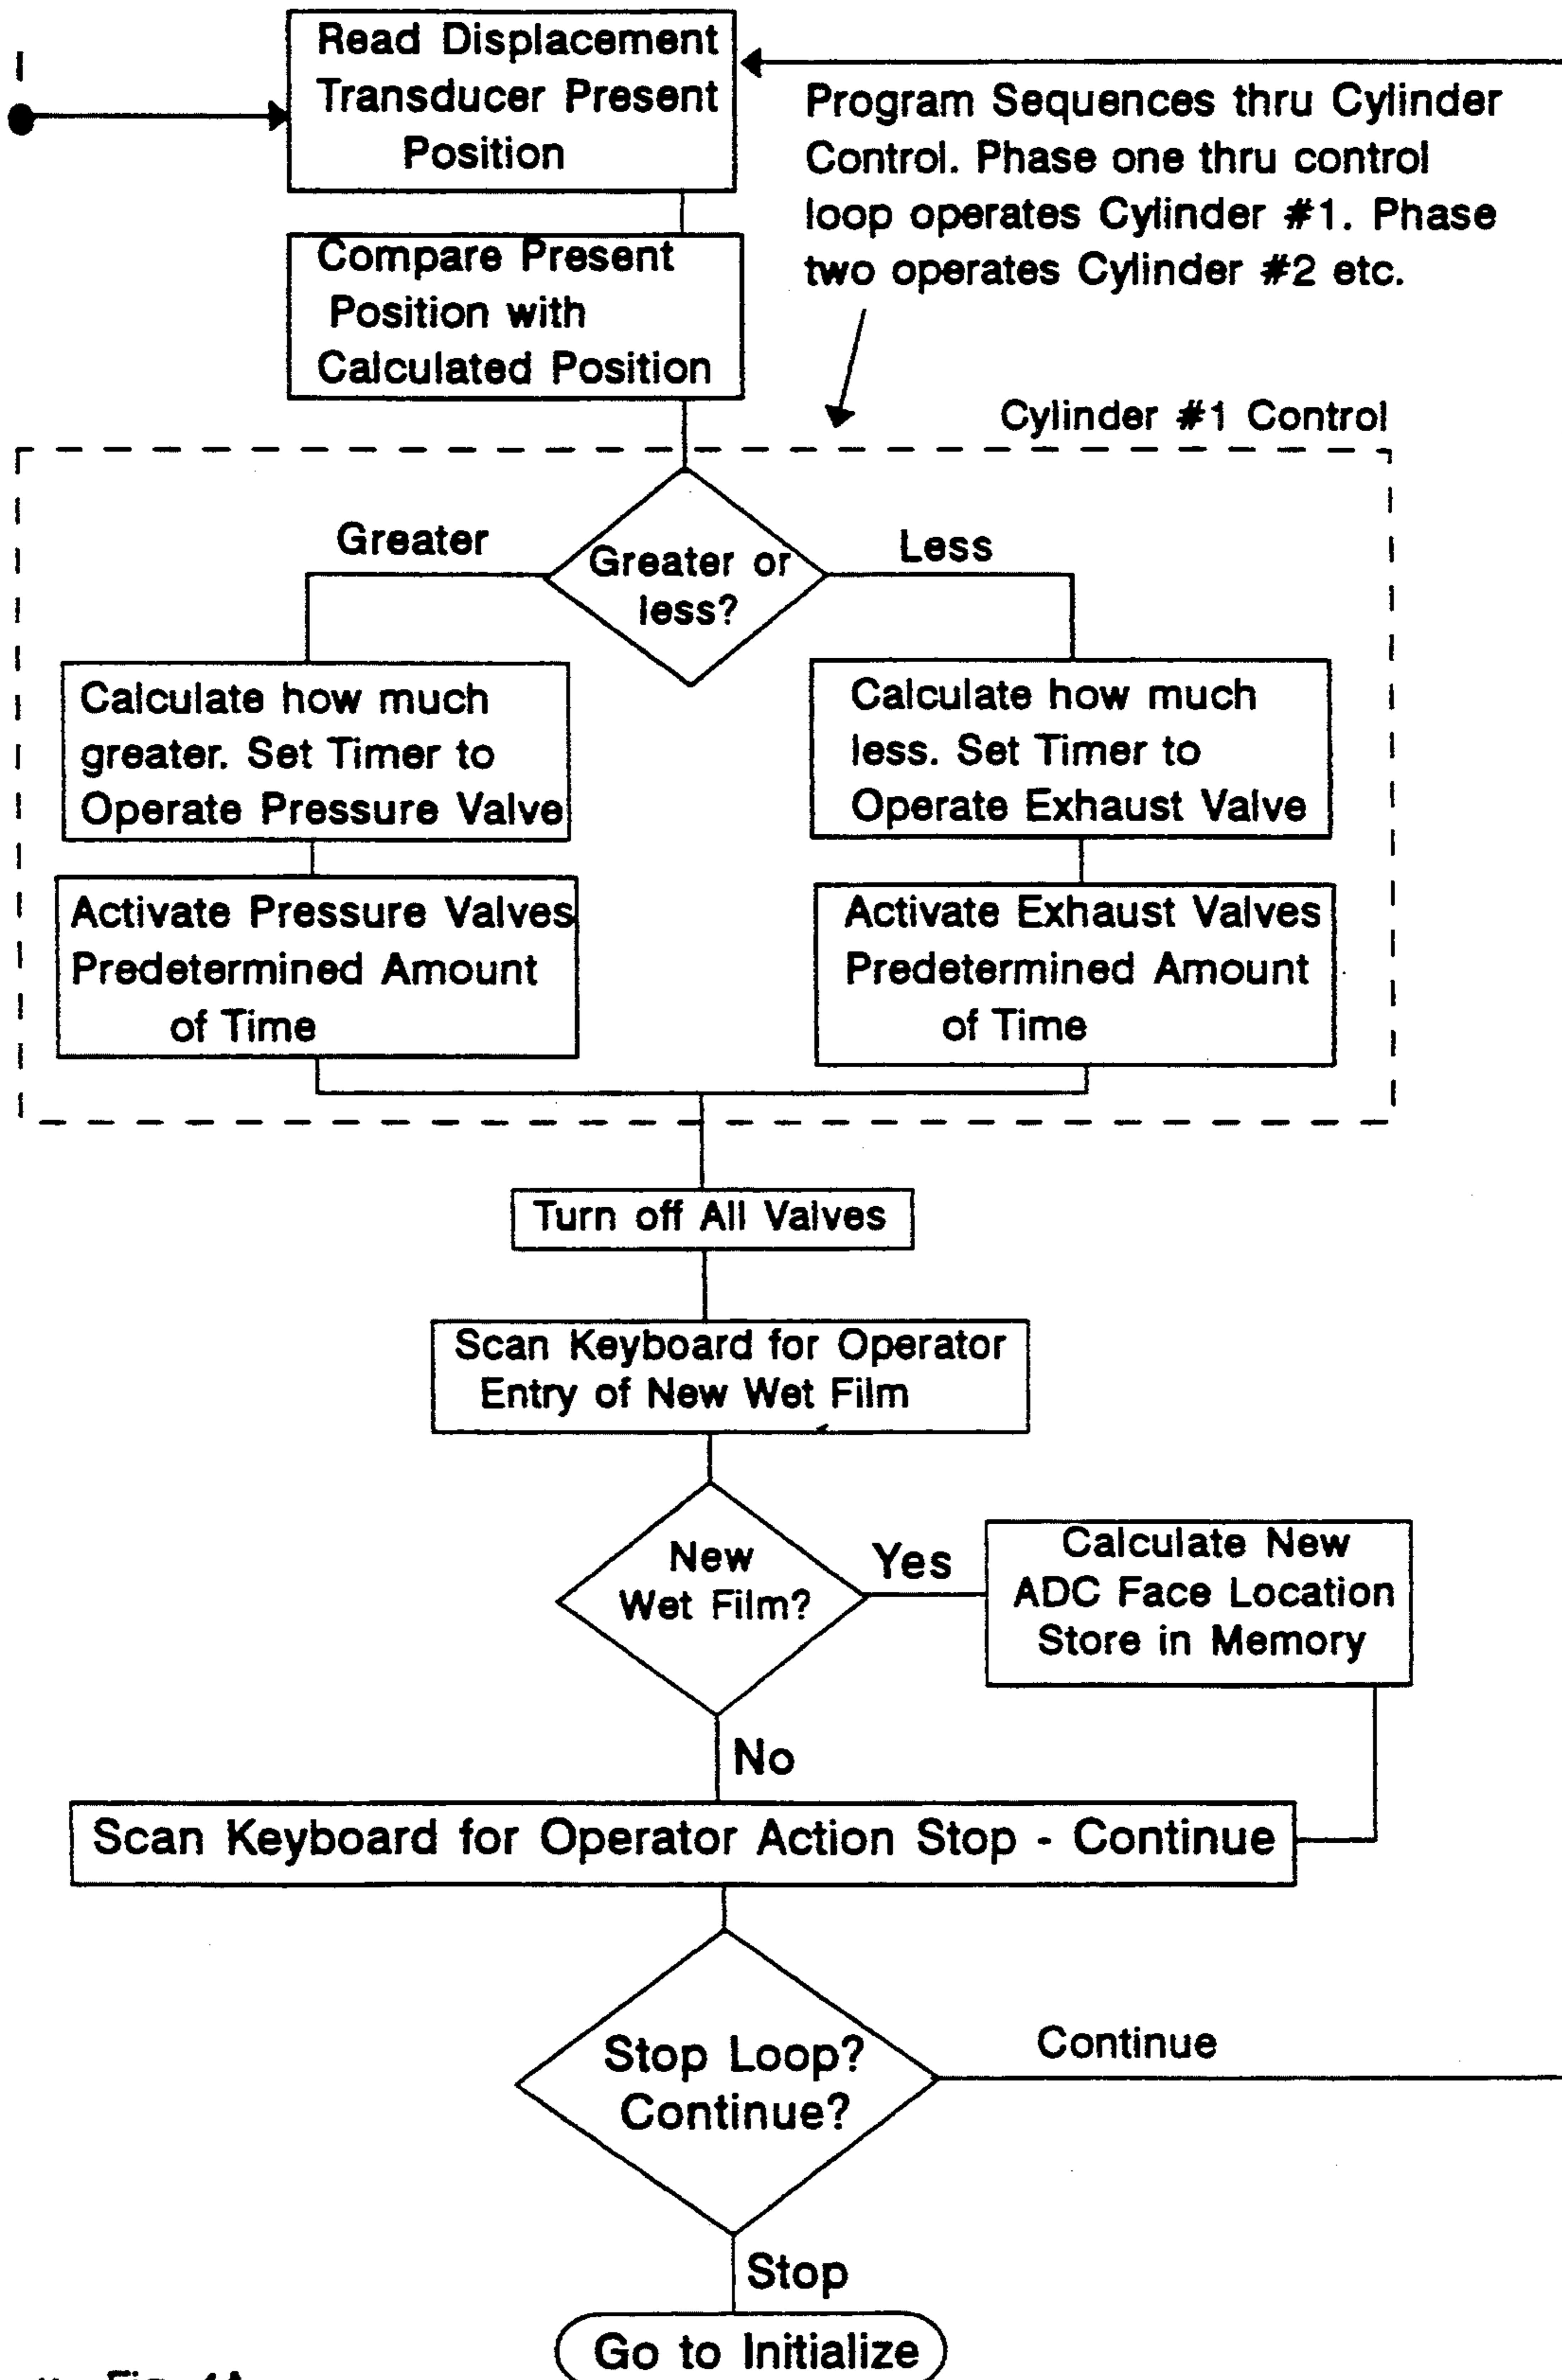 I
Read Displacement
Transducer Present
Position
Program Sequences thru Cylinder
Control. Phase one thru control
loop operates Cylinder #1. Phase
two operates Cylinder #2 etc.
Compare Present
Position with
Calculated Position
Cylinder #1 Control
Greater
Greater or
less?
Less
Calculate how much
greater. Set Timer to
Operate Pressure Valve
Calculate how much
less. Set Timer to
Operate Exhaust Valve
Activate Pressure Valves
Predetermined Amount
of Time
Activate Exhaust Valves
Predetermined Amount
of Time
Turn off All Valves
Scan Keyboard for Operator
Entry of New Wet Film
New
Wet Film?
Yes
Calculate New
ADC Face Location
Store in Memory
No
Scan Keyboard for Operator Action Stop - Continue
Stop Loop?
Continue?
Continue
Stop
Go to Initialize
Fig. 4A